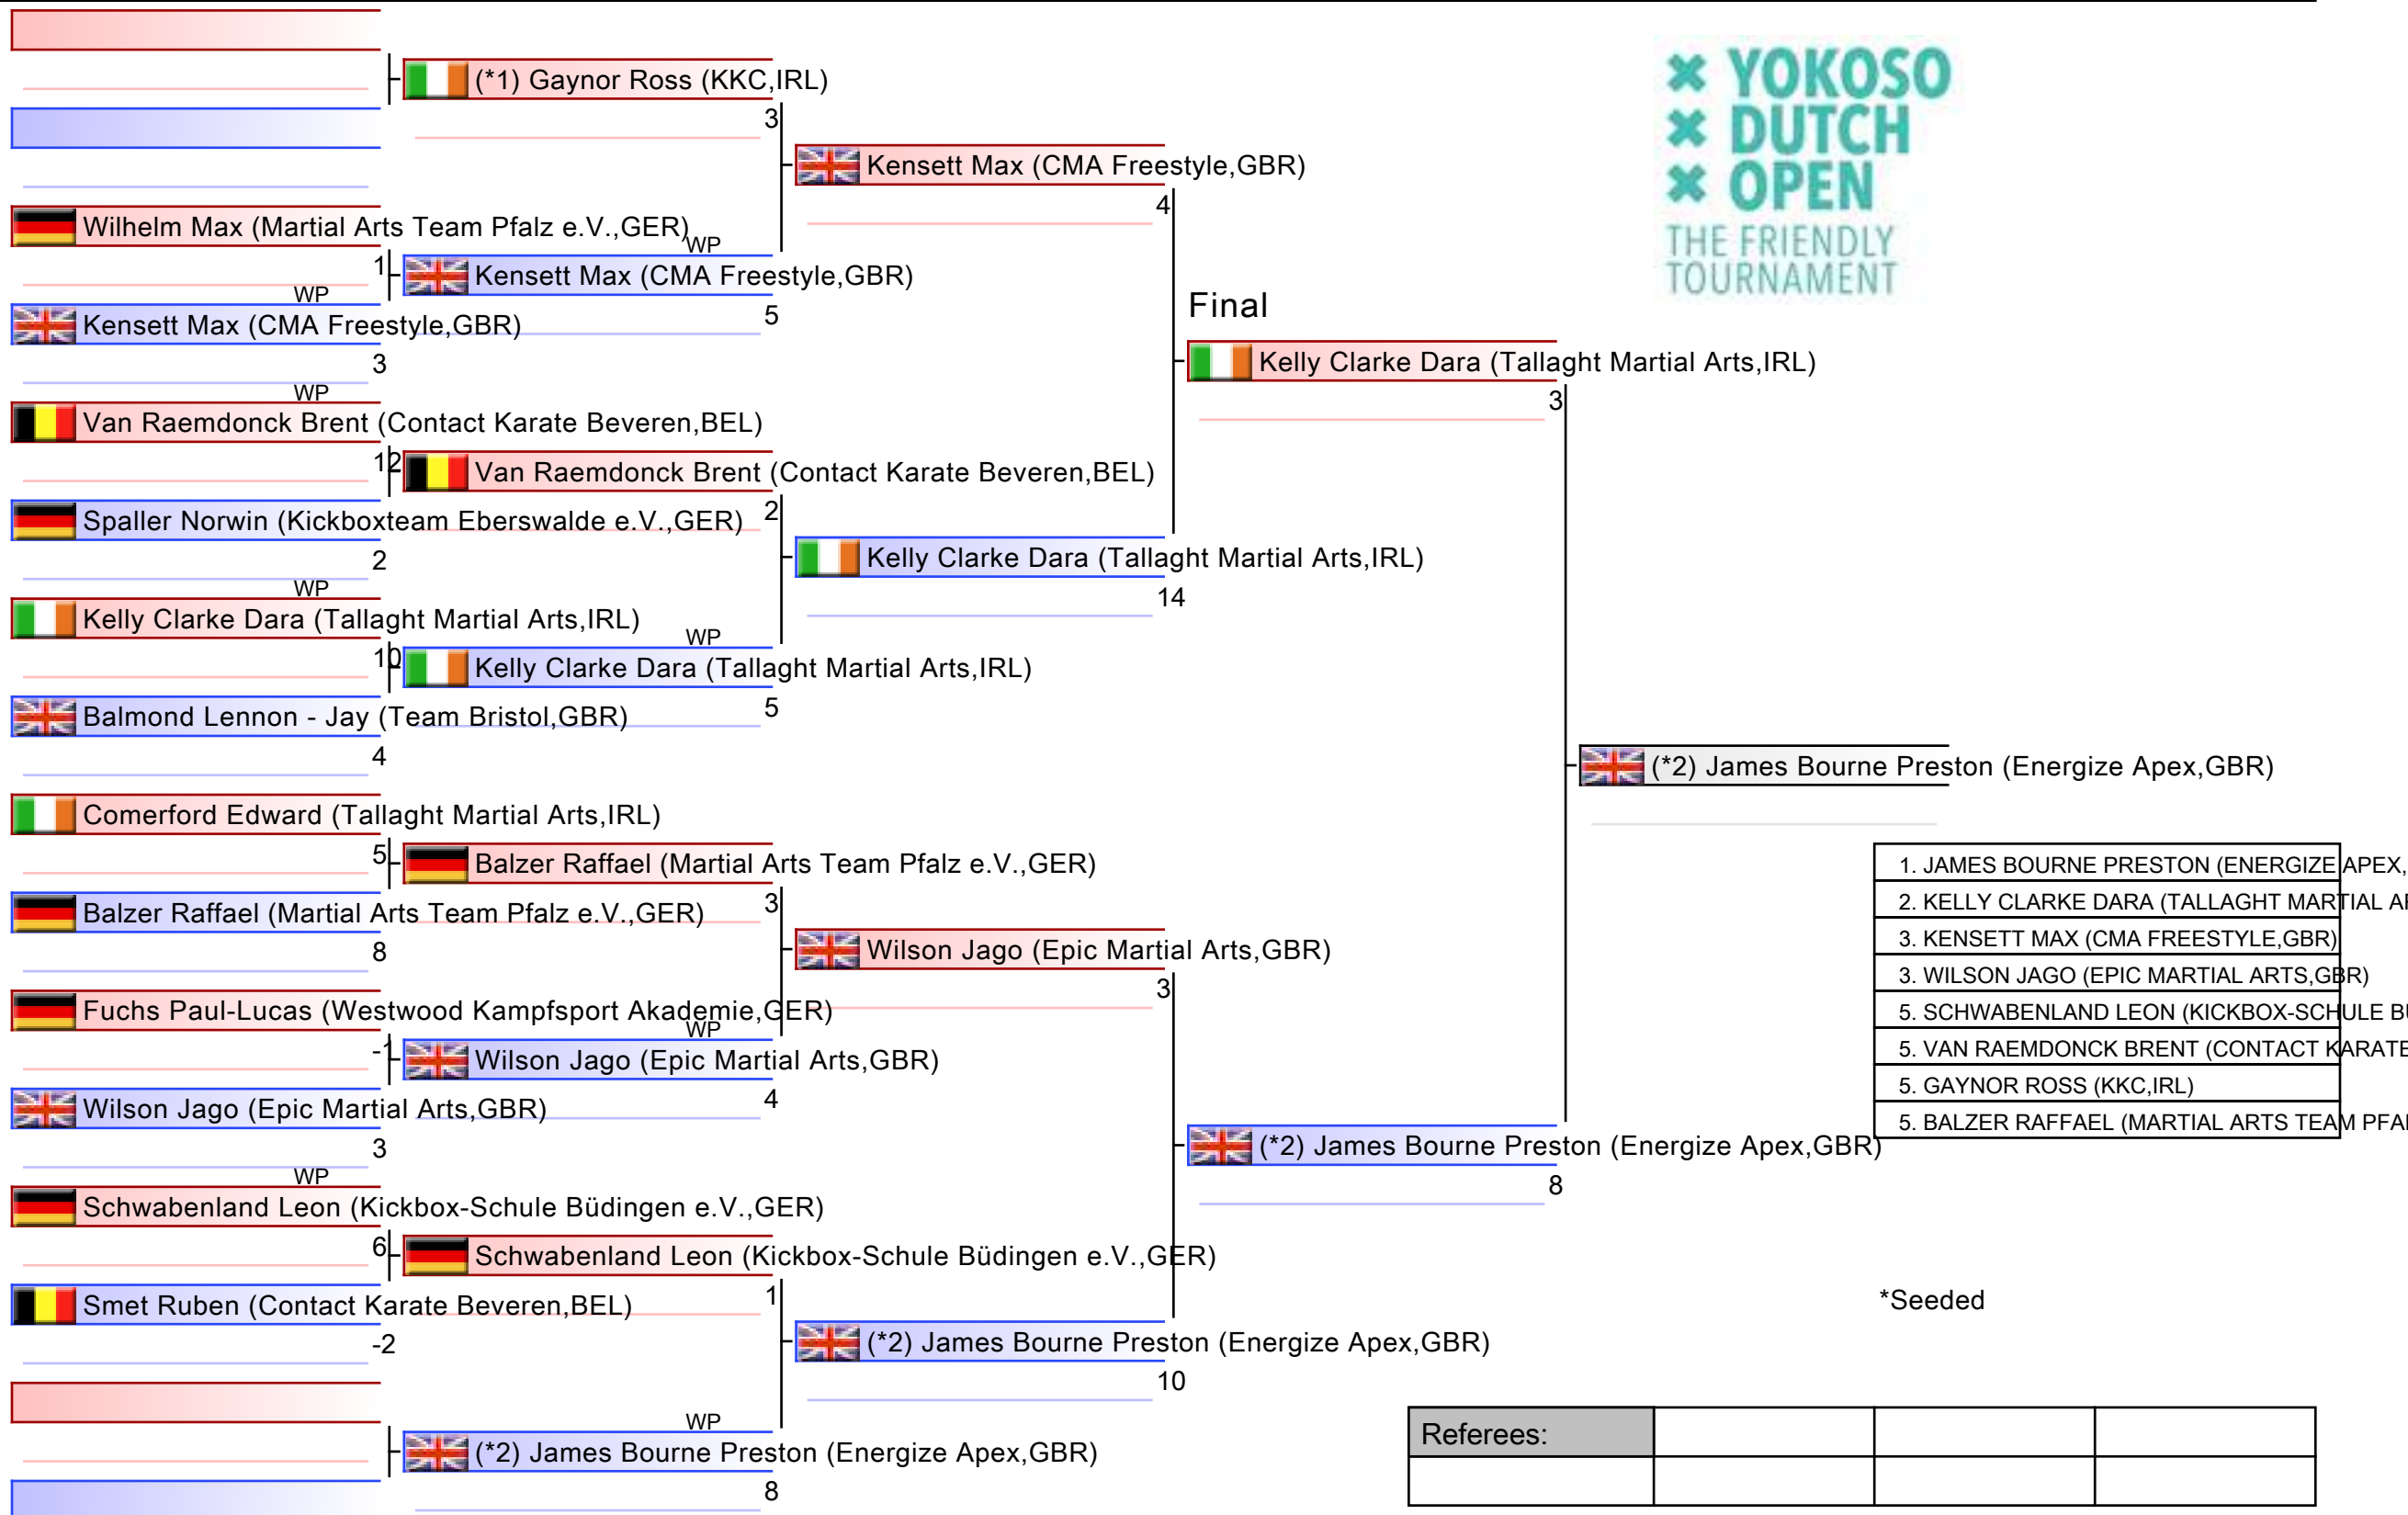 YOKOSO
DUTCH
OPEN
THE FRIENDLY
TOURNAMENT
(*1) Gaynor Ross (KKC,IRL)
3
Kensett Max (CMA Freestyle,GBR)
4
Wilhelm Max (Martial Arts Team Pfalz e.V.,GER)
1
WP
Kensett Max (CMA Freestyle,GBR)
5
WP
Kensett Max (CMA Freestyle,GBR)
3
Final
Kelly Clarke Dara (Tallaght Martial Arts,IRL)
3
WP
Van Raemdonck Brent (Contact Karate Beveren,BEL)
12
Van Raemdonck Brent (Contact Karate Beveren,BEL)
2
Spaller Norwin (Kickboxteam Eberswalde e.V.,GER)
2
Kelly Clarke Dara (Tallaght Martial Arts,IRL)
14
WP
Kelly Clarke Dara (Tallaght Martial Arts,IRL)
10
WP
Kelly Clarke Dara (Tallaght Martial Arts,IRL)
5
Balmond Lennon - Jay (Team Bristol,GBR)
4
(*2) James Bourne Preston (Energize Apex,GBR)
Comerford Edward (Tallaght Martial Arts,IRL)
5
Balzer Raffael (Martial Arts Team Pfalz e.V.,GER)
3
Balzer Raffael (Martial Arts Team Pfalz e.V.,GER)
8
Wilson Jago (Epic Martial Arts,GBR)
3
Fuchs Paul-Lucas (Westwood Kampfsport Akademie,GER)
-1
WP
Wilson Jago (Epic Martial Arts,GBR)
4
Wilson Jago (Epic Martial Arts,GBR)
3
(*2) James Bourne Preston (Energize Apex,GBR)
8
WP
Schwabenland Leon (Kickbox-Schule Büdingen e.V.,GER)
6
Schwabenland Leon (Kickbox-Schule Büdingen e.V.,GER)
1
Smet Ruben (Contact Karate Beveren,BEL)
-2
(*2) James Bourne Preston (Energize Apex,GBR)
10
WP
(*2) James Bourne Preston (Energize Apex,GBR)
8
1. JAMES BOURNE PRESTON (ENERGIZE APEX,
2. KELLY CLARKE DARA (TALLAGHT MARTIAL A
3. KENSETT MAX (CMA FREESTYLE,GBR)
3. WILSON JAGO (EPIC MARTIAL ARTS,GBR)
5. SCHWABENLAND LEON (KICKBOX-SCHULE B
5. VAN RAEMDONCK BRENT (CONTACT KARATE
5. GAYNOR ROSS (KKC,IRL)
5. BALZER RAFFAEL (MARTIAL ARTS TEAM PFA
*Seeded
Referees: